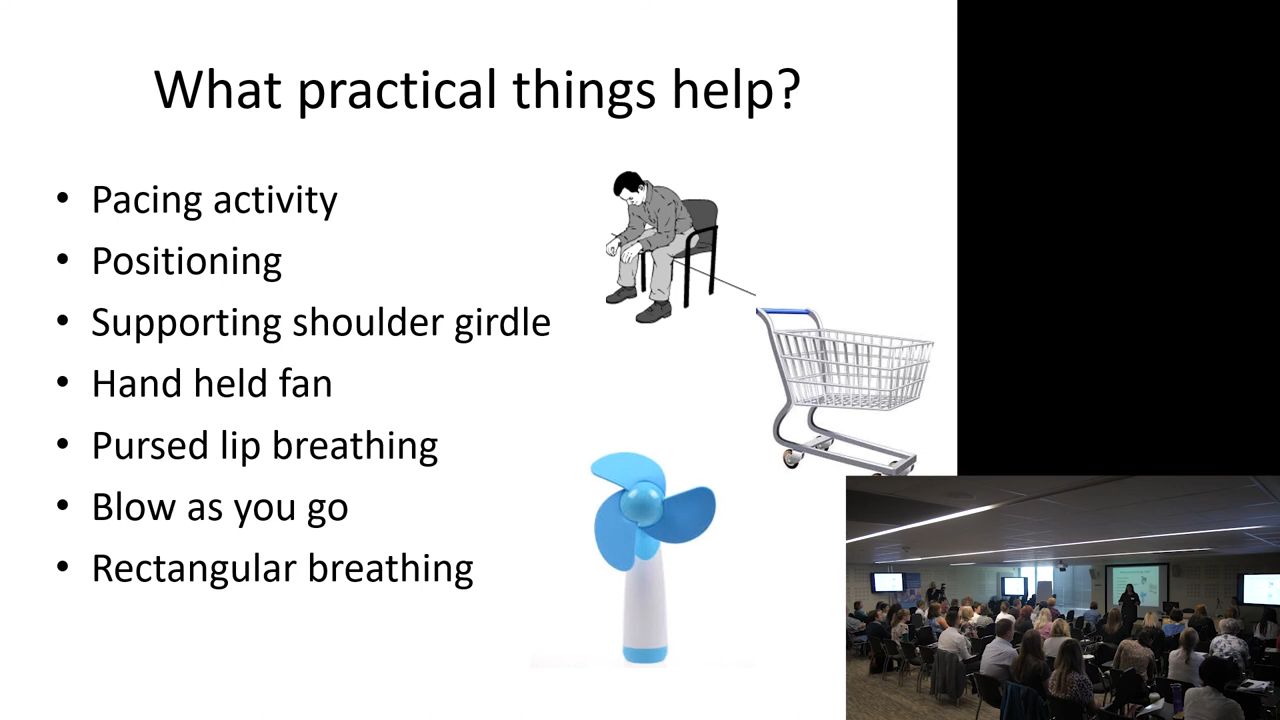 What practical things help?
• Pacing activity
• Positioning
• Supporting shoulder girdle
• Hand held fan
• Pursed lip breathing
• Blow as you go
• Rectangular breathing